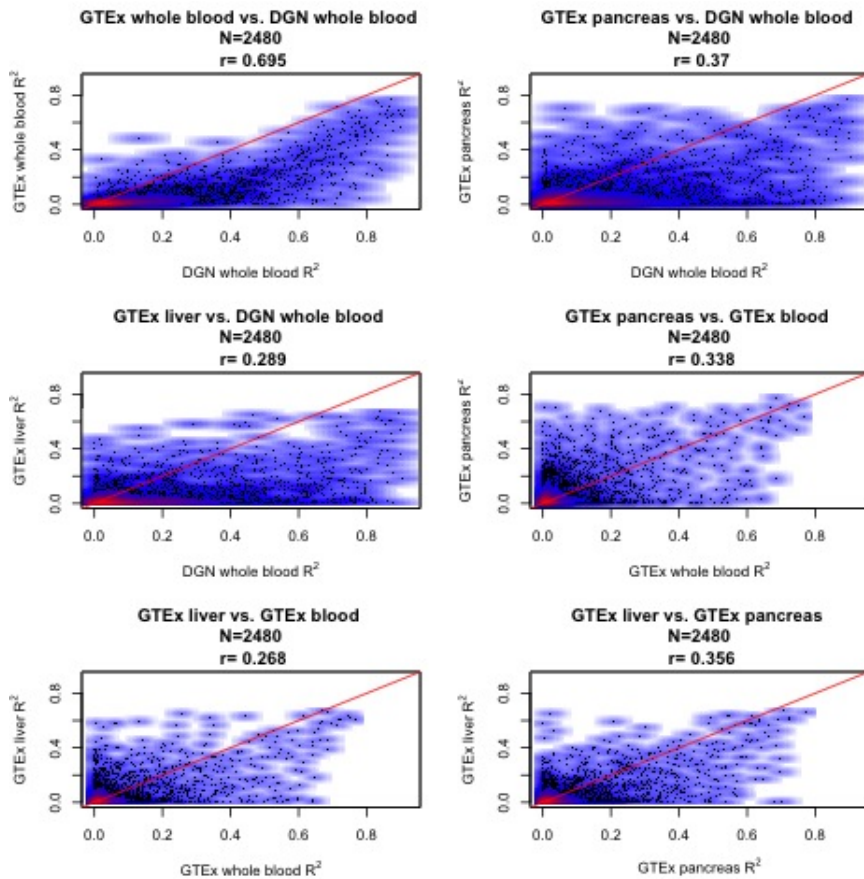 GTEx whole blood vs. DGN whole blood
N=2480
r= 0.695
GTEx whole blood R²
0.8
0.4
0.0
0.0 0.2 0.4 0.6 0.8
DGN whole blood R²
GTEx pancreas vs. DGN whole blood
N=2480
r= 0.37
GTEx pancreas R²
0.8
0.4
0.0
0.0 0.2 0.4 0.6 0.8
DGN whole blood R²
GTEx liver vs. DGN whole blood
N=2480
r= 0.289
GTEx liver R²
0.8
0.4
0.0
0.0 0.2 0.4 0.6 0.8
DGN whole blood R²
GTEx pancreas vs. GTEx blood
N=2480
r= 0.338
GTEx pancreas R²
0.8
0.4
0.0
0.0 0.2 0.4 0.6 0.8
GTEx whole blood R²
GTEx liver vs. GTEx blood
N=2480
r= 0.268
GTEx liver R²
0.8
0.4
0.0
0.0 0.2 0.4 0.6 0.8
GTEx whole blood R²
GTEx liver vs. GTEx pancreas
N=2480
r= 0.356
GTEx liver R²
0.8
0.4
0.0
0.0 0.2 0.4 0.6 0.8
GTEx pancreas R²